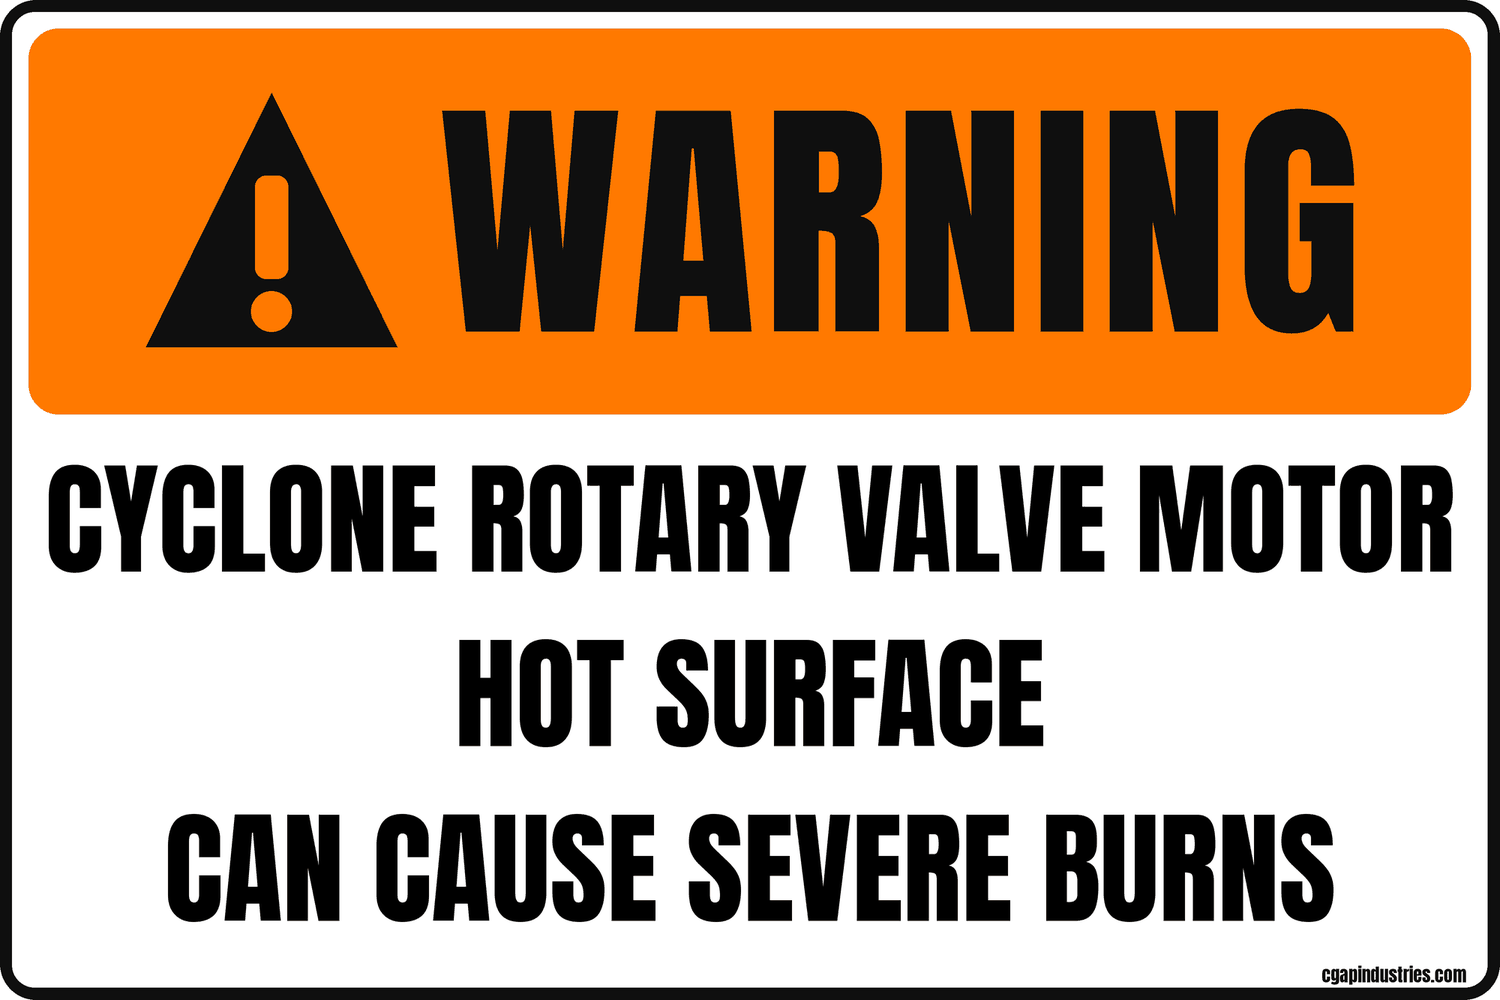 WARNING
CYCLONE ROTARY VALVE MOTOR
HOT SURFACE
CAN CAUSE SEVERE BURNS
cgapindustries.com